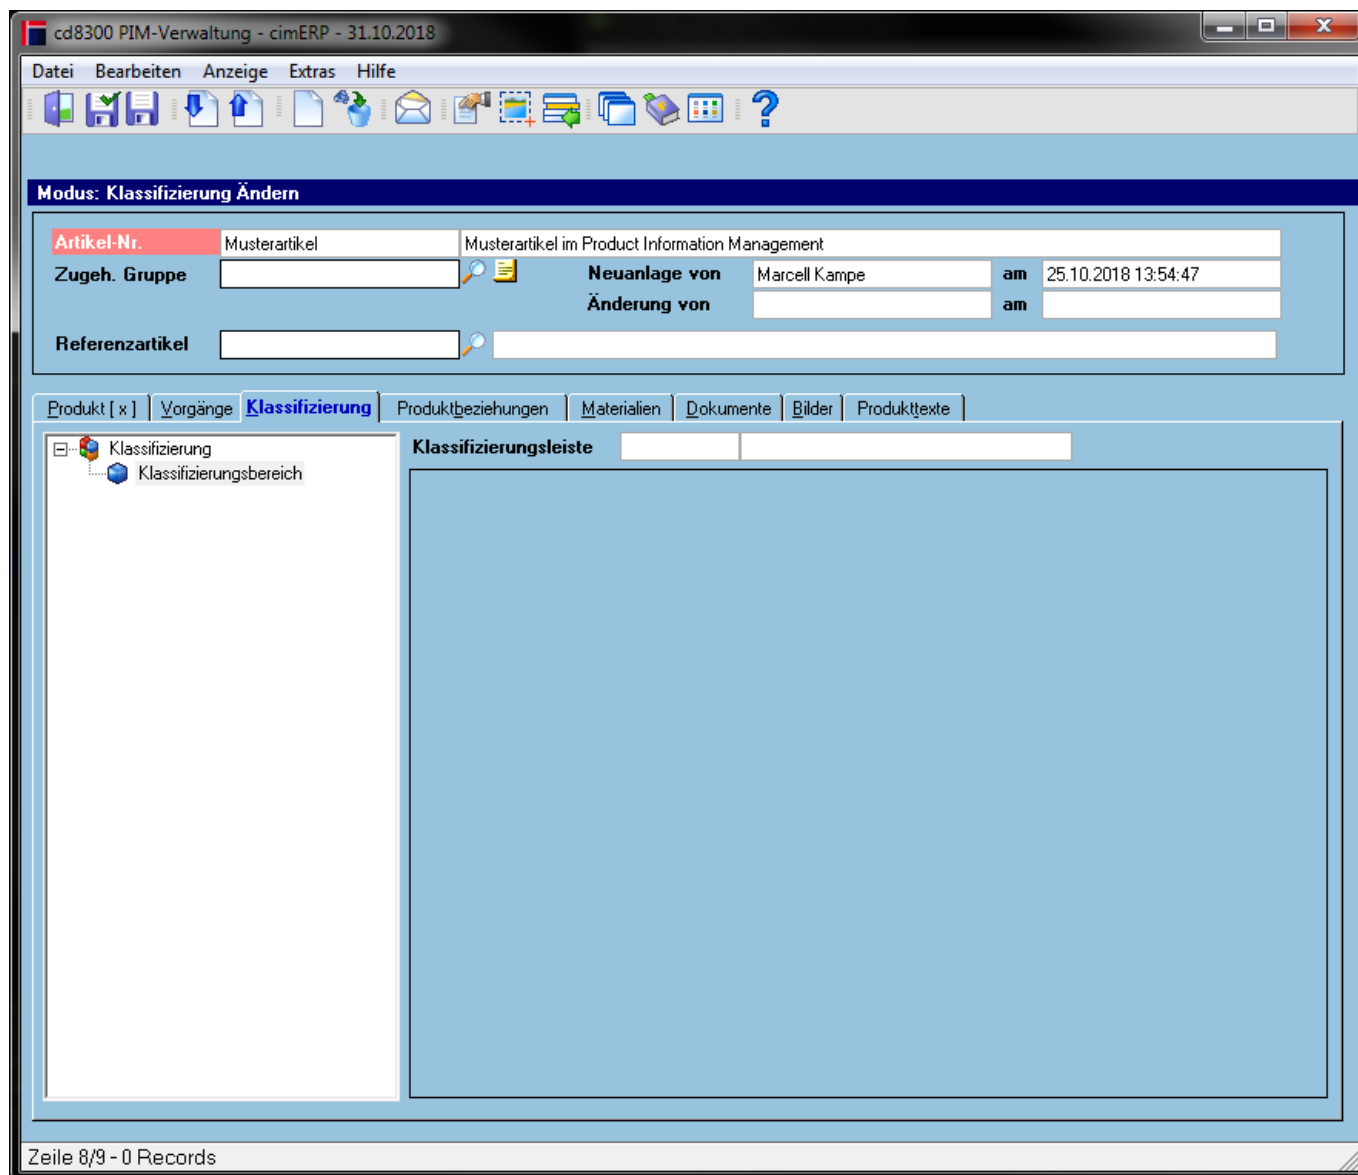 cd8300 PIM-Verwaltung - cimERP - 31.10.2018
Datei Bearbeiten Anzeige Extras Hilfe
Modus: Klassifizierung Ändern
Artikel-Nr. Musterartikel Musterartikel im Product Information Management
Zugeh. Gruppe Neuanlage von Marcell Kampe am 25.10.2018 13:54:47
Änderung von am
Referenzartikel
Produkt [ x ] Vorgänge Klassifizierung Produktbeziehungen Materialien Dokumente Bilder Produkttexte
Klassifizierung Klassifizierungsleiste
Klassifizierungsbereich
Zeile 8/9 - 0 Records